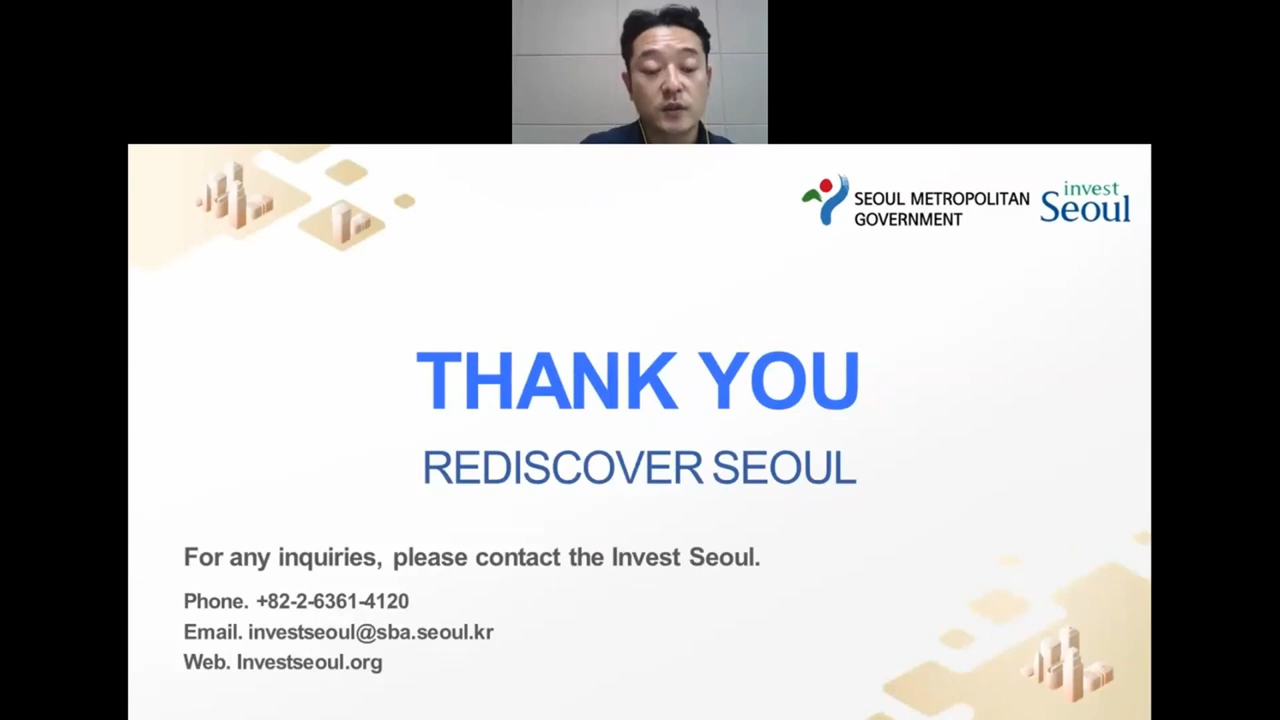 SEOUL METROPOLITAN
GOVERNMENT
invest
Seoul
THANK YOU
REDISCOVER SEOUL
For any inquiries, please contact the Invest Seoul.
Phone. +82-2-6361-4120
Email. investseoul@sba.seoul.kr
Web. Investseoul.org